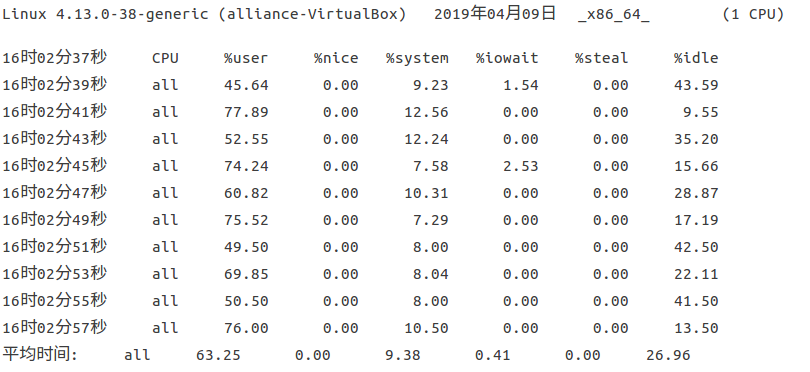 Linux 4.13.0-38-generic (alliance-VirtualBox) 2019年04月09日 _x86_64_ (1 CPU)
16时02分37秒 CPU %user %nice %system %iowait %steal %idle
16时02分39秒 all 45.64 0.00 9.23 1.54 0.00 43.59
16时02分41秒 all 77.89 0.00 12.56 0.00 0.00 9.55
16时02分43秒 all 52.55 0.00 12.24 0.00 0.00 35.20
16时02分45秒 all 74.24 0.00 7.58 2.53 0.00 15.66
16时02分47秒 all 60.82 0.00 10.31 0.00 0.00 28.87
16时02分49秒 all 75.52 0.00 7.29 0.00 0.00 17.19
16时02分51秒 all 49.50 0.00 8.00 0.00 0.00 42.50
16时02分53秒 all 69.85 0.00 8.04 0.00 0.00 22.11
16时02分55秒 all 50.50 0.00 8.00 0.00 0.00 41.50
16时02分57秒 all 76.00 0.00 10.50 0.00 0.00 13.50
平均时间: all 63.25 0.00 9.38 0.41 0.00 26.96